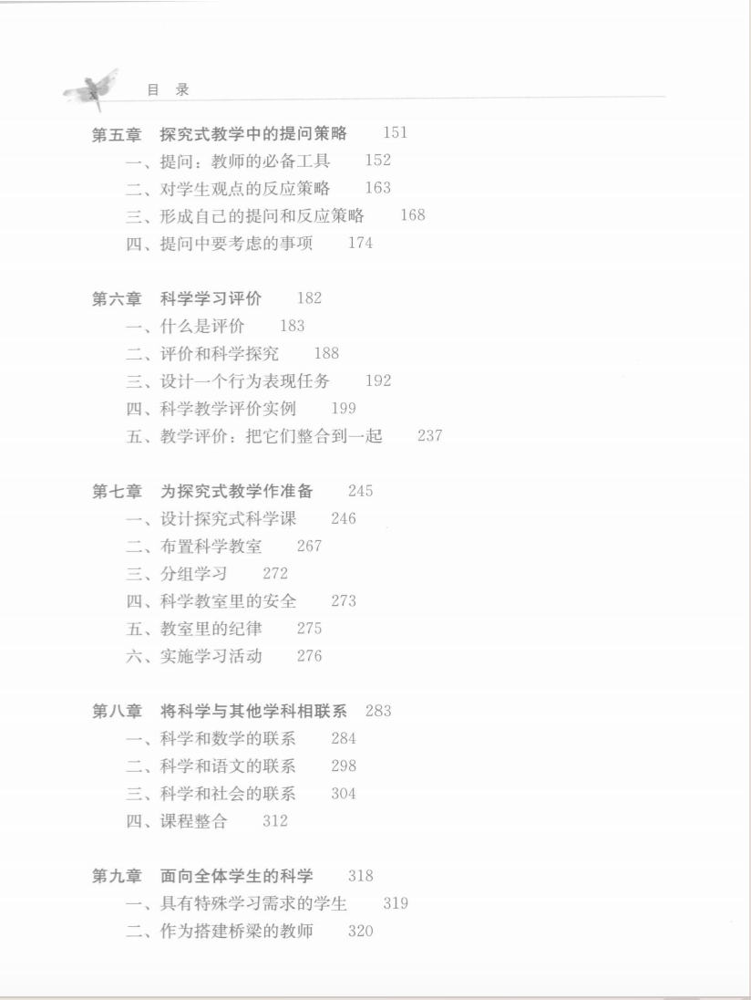 目 录
第五章 探究式教学中的提问策略 151
一、提问：教师的必备工具 152
二、对学生观点的反应策略 163
三、形成自己的提问和反应策略 168
四、提问中要考虑的事项 174
第六章 科学学习评价 182
一、什么是评价 183
二、评价和科学探究 188
三、设计一个行为表现任务 192
四、科学教学评价实例 199
五、教学评价：把它们整合到一起 237
第七章 为探究式教学作准备 245
一、设计探究式科学课 246
二、布置科学教室 267
三、分组学习 272
四、科学教室里的安全 273
五、教室里的纪律 275
六、实施学习活动 276
第八章 将科学与其他学科相联系 283
一、科学和数学的联系 284
二、科学和语文的联系 298
三、科学和社会的联系 304
四、课程整合 312
第九章 面向全体学生的科学 318
一、具有特殊学习需求的学生 319
二、作为搭建桥梁的教师 320